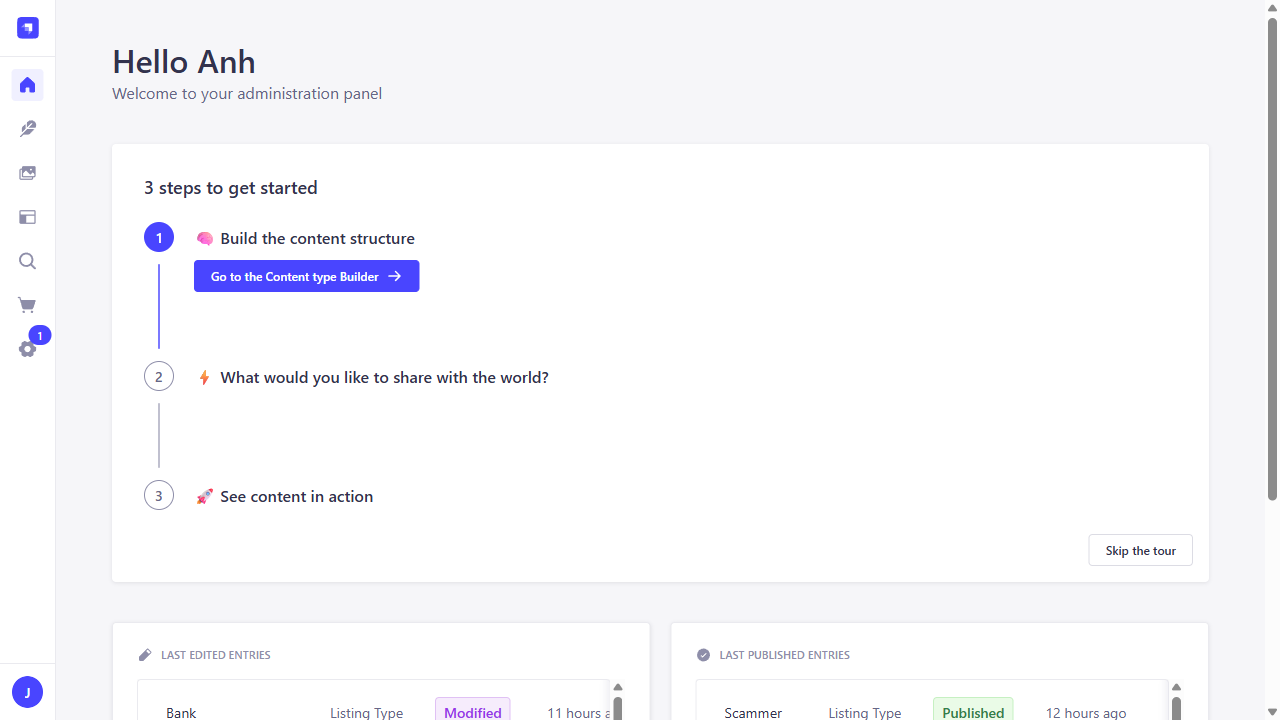 Hello Anh
Welcome to your administration panel
3 steps to get started
1
🧠 Build the content structure
Go to the Content type Builder
2
⚡ What would you like to share with the world?
3
🚀 See content in action
Skip the tour
1
J
LAST EDITED ENTRIES
Bank Listing Type Modified 11 hours a
LAST PUBLISHED ENTRIES
Scammer Listing Type Published 12 hours ago